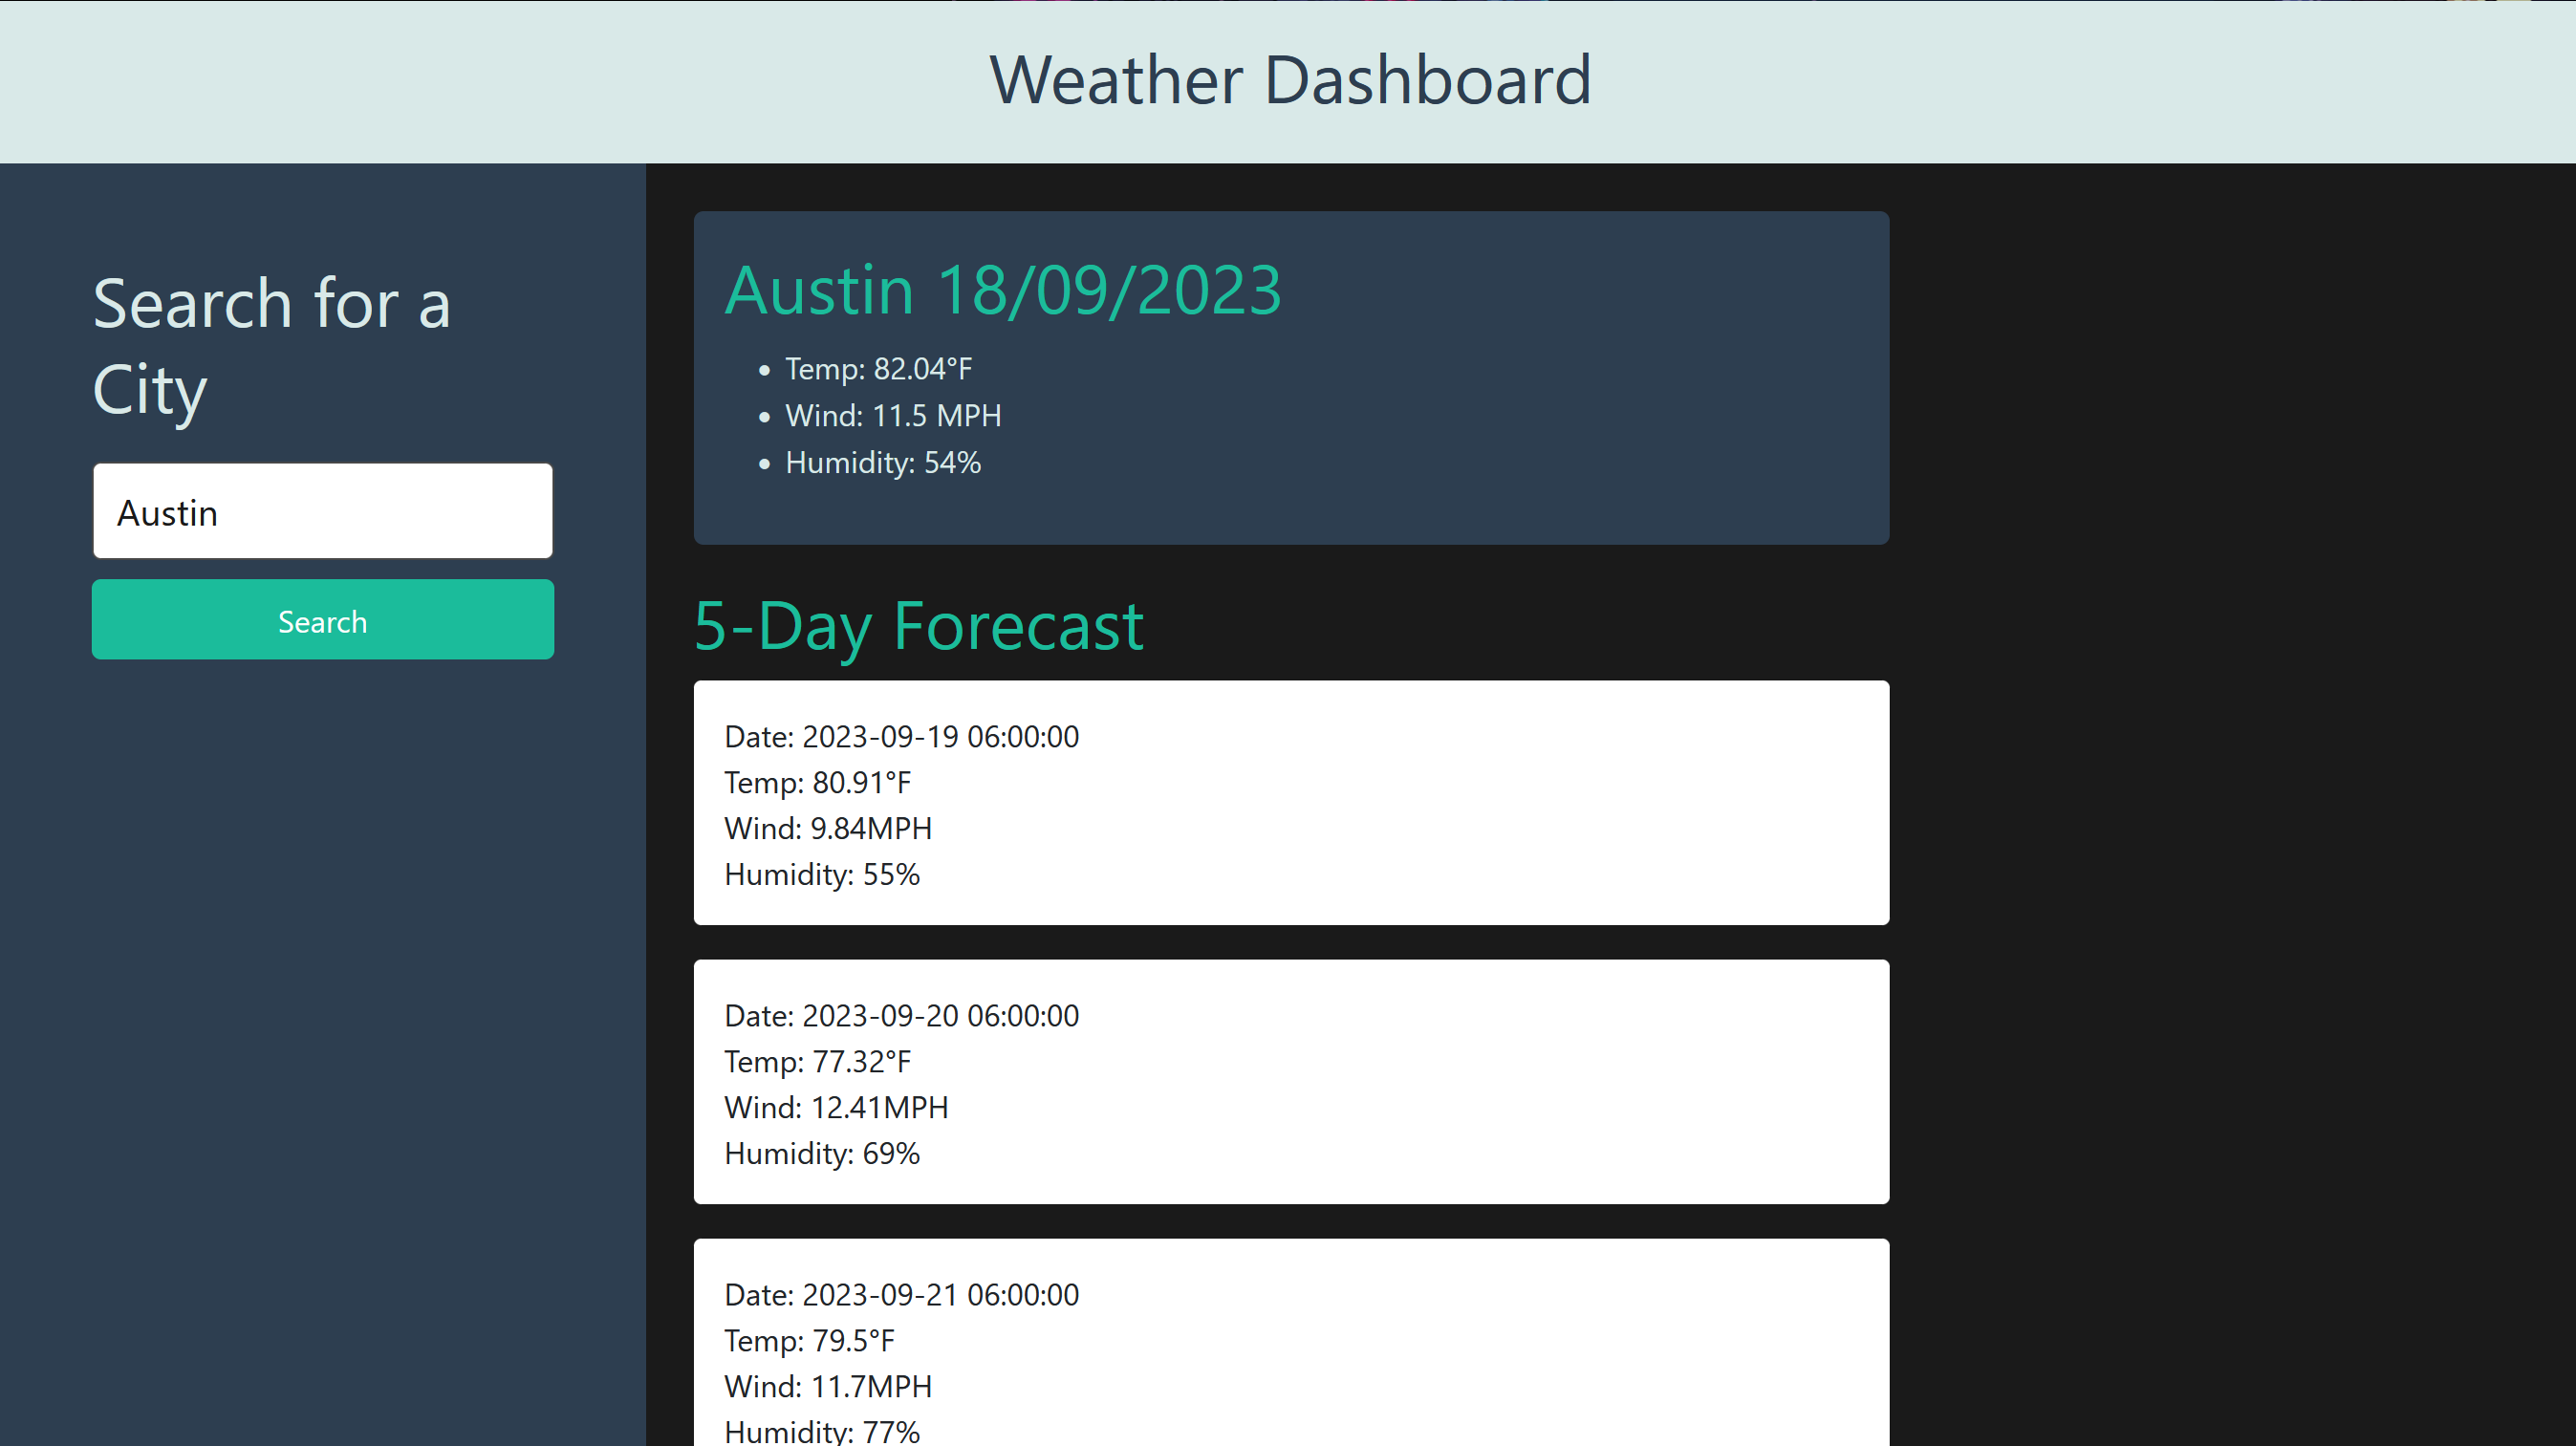 Weather Dashboard
Search for a
City
Austin
Search
Austin 18/09/2023
• Temp: 82.04°F
• Wind: 11.5 MPH
• Humidity: 54%
5-Day Forecast
Date: 2023-09-19 06:00:00
Temp: 80.91°F
Wind: 9.84MPH
Humidity: 55%
Date: 2023-09-20 06:00:00
Temp: 77.32°F
Wind: 12.41MPH
Humidity: 69%
Date: 2023-09-21 06:00:00
Temp: 79.5°F
Wind: 11.7MPH
Humidity: 77%